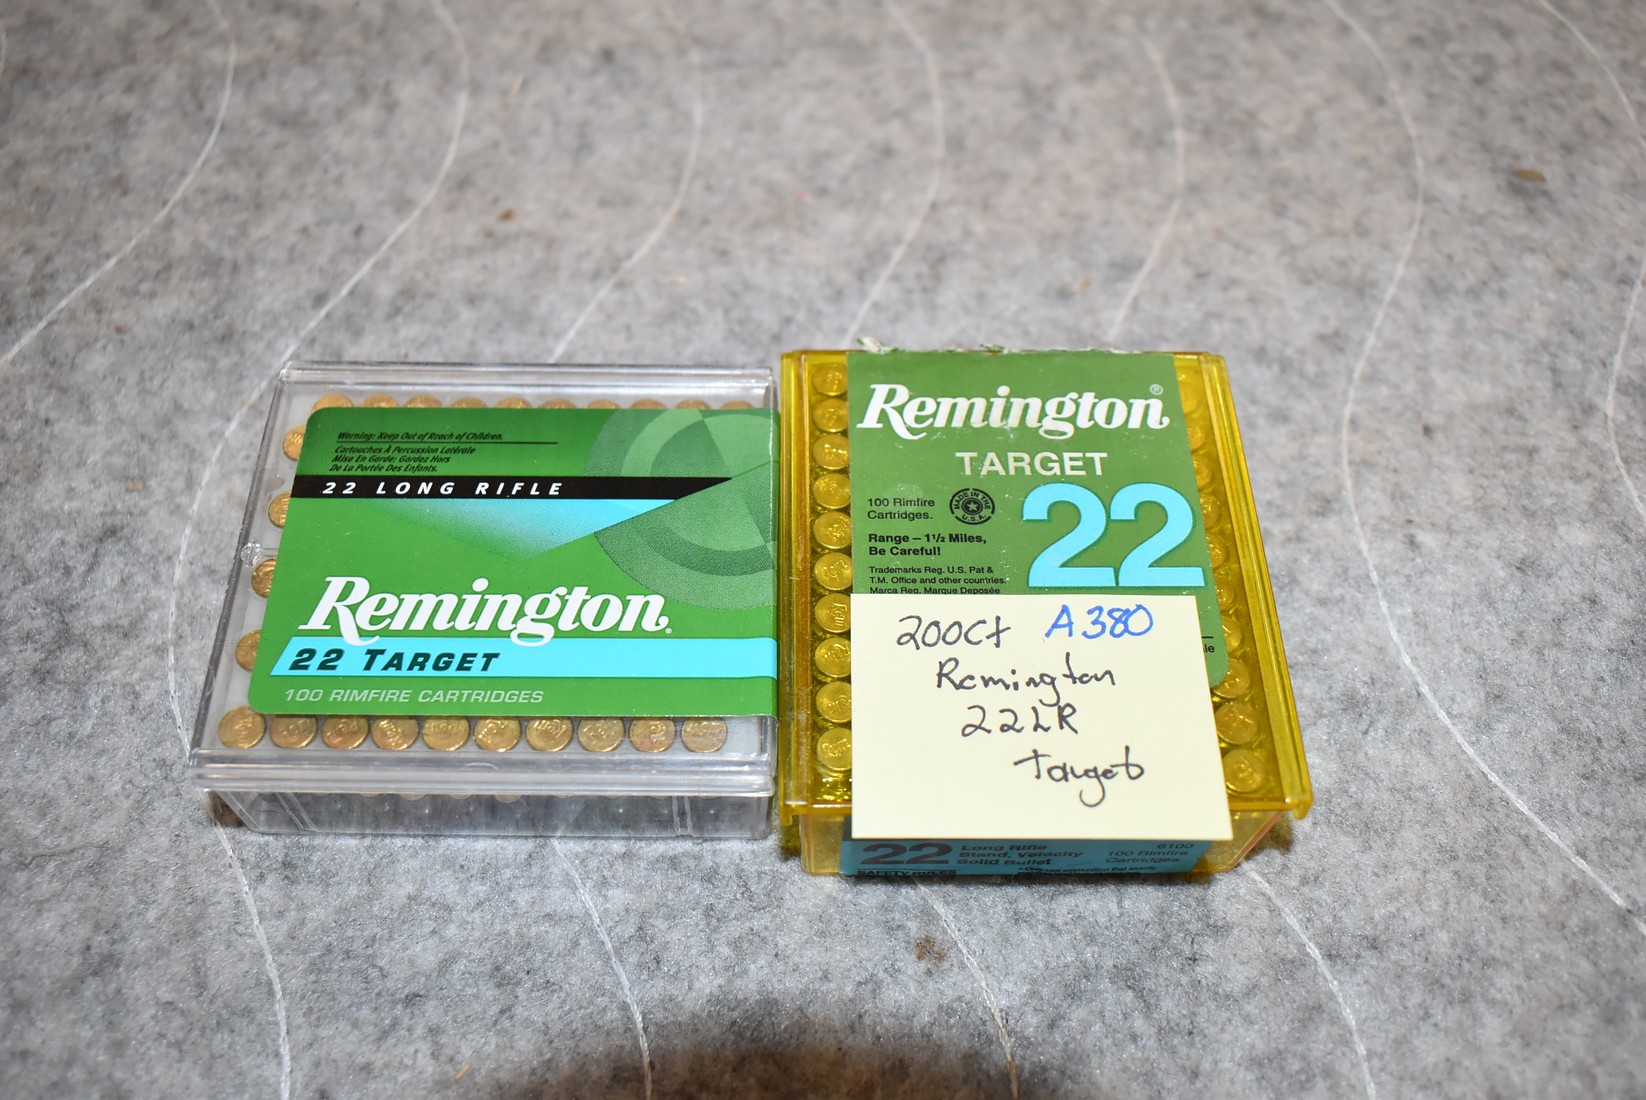 Warning: Keep Out of Reach of Children.
Cartouches À Percussion Latérale
Mise En Garde: Gardez Hors
De La Portée Des Enfants.
22 LONG RIFLE
Remington.
22 TARGET
100 RIMFIRE CARTRIDGES
Remington®
TARGET
22
100 Rimfire
Cartridges.
MADE IN THE U.S.A.
Range – 1½ Miles,
Be Careful!
Trademarks Reg. U.S. Pat &
T.M. Office and other countries.
Marca Reg. Marque Deposée
200ct A380
Remington
22LR
Target
22
Long Rifle
Stand. Velocity
Solid Bullet
6100
100 Rimfire
Cartridges
SAFETY RULES